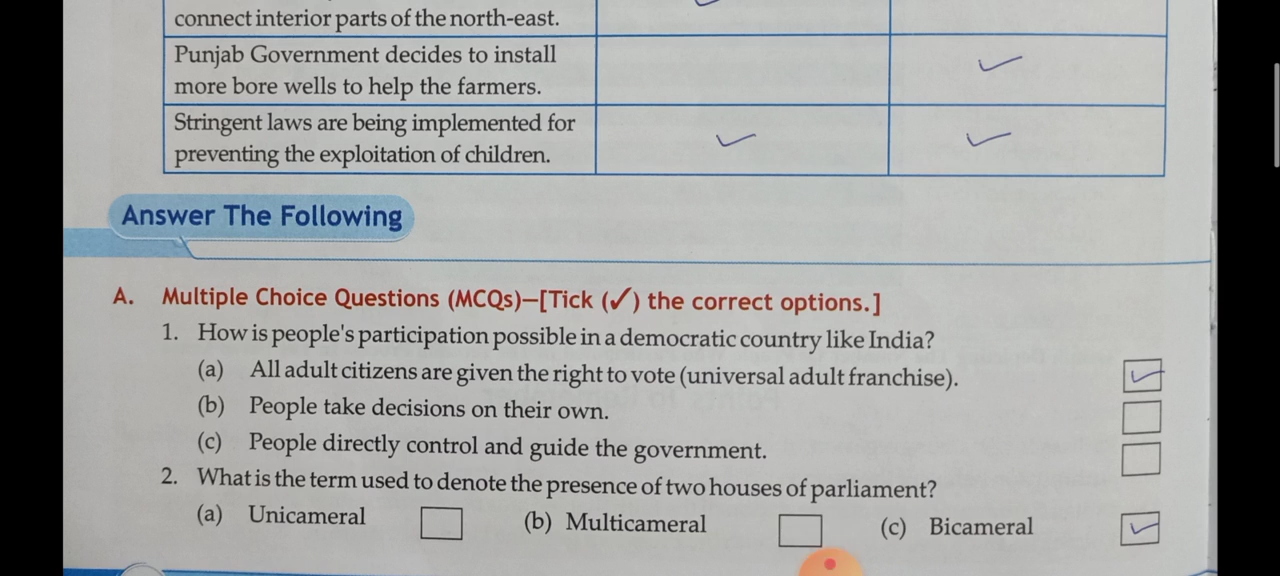 connect interior parts of the north-east.
Punjab Government decides to install
more bore wells to help the farmers.
Stringent laws are being implemented for
preventing the exploitation of children.
Answer The Following
A. Multiple Choice Questions (MCQs)–[Tick (✓) the correct options.]
1. How is people's participation possible in a democratic country like India?
(a) All adult citizens are given the right to vote (universal adult franchise).
(b) People take decisions on their own.
(c) People directly control and guide the government.
2. What is the term used to denote the presence of two houses of parliament?
(a) Unicameral (b) Multicameral (c) Bicameral